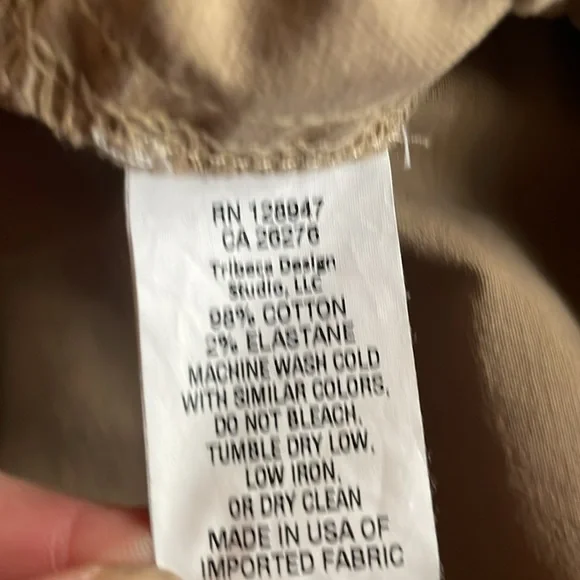 RN 128947
CA 26276
Tribeca Design
Studio, LLC
98% COTTON
2% ELASTANE
MACHINE WASH COLD
WITH SIMILAR COLORS,
DO NOT BLEACH,
TUMBLE DRY LOW,
LOW IRON,
OR DRY CLEAN
MADE IN USA OF
IMPORTED FABRIC